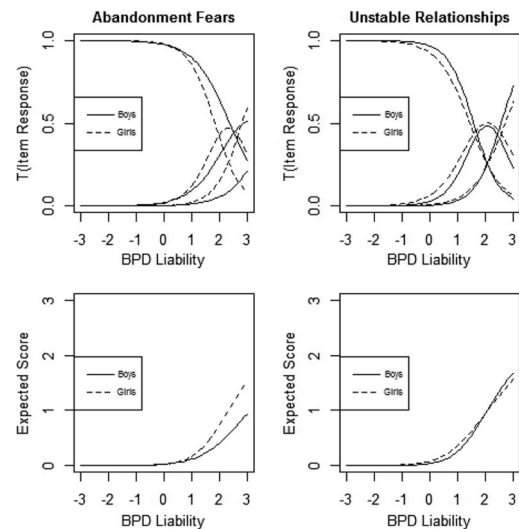 Abandonment Fears
T(Item Response)
1.0
0.5
0.0
Boys
Girls
-3 -2 -1 0 1 2 3
BPD Liability
Unstable Relationships
T(Item Response)
1.0
0.5
0.0
Boys
Girls
-3 -2 -1 0 1 2 3
BPD Liability
Expected Score
3
2
1
0
Boys
Girls
-3 -2 -1 0 1 2 3
BPD Liability
Expected Score
3
2
1
0
Boys
Girls
-3 -2 -1 0 1 2 3
BPD Liability